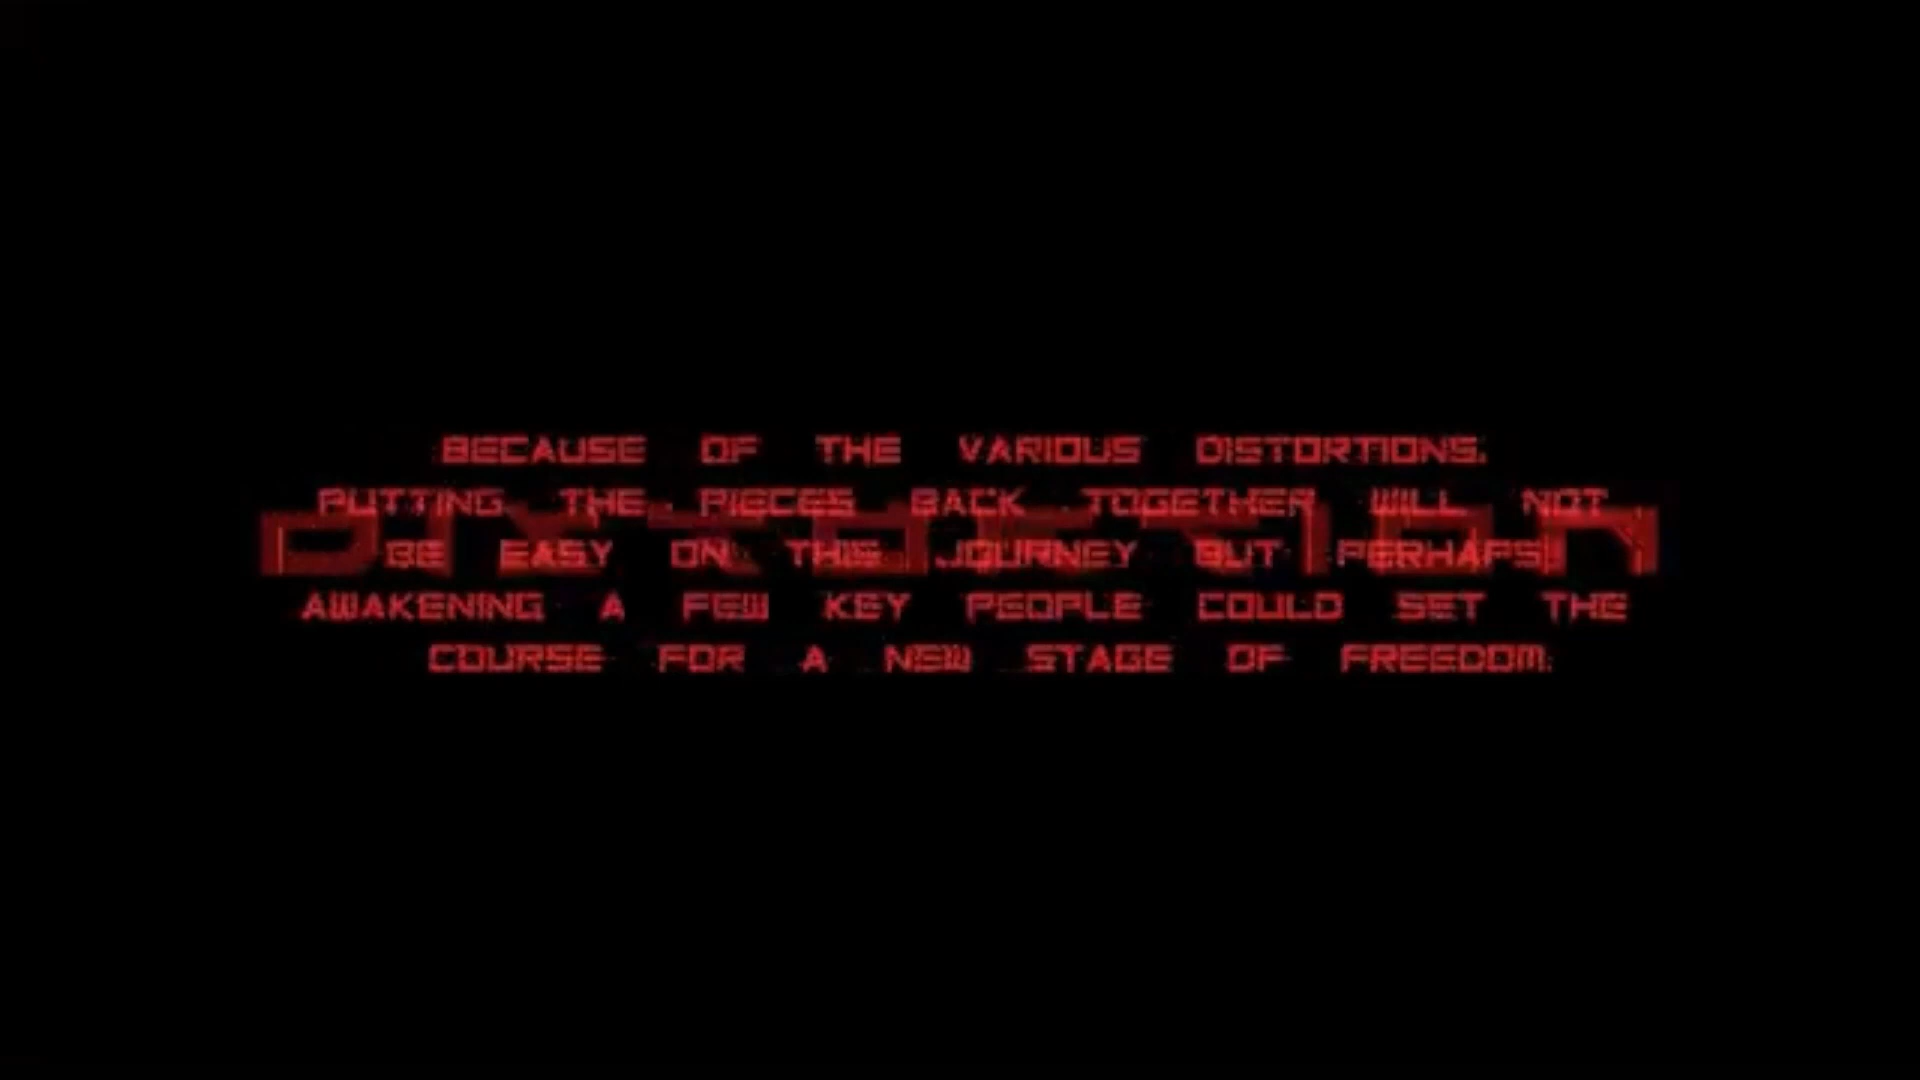 BECAUSE OF THE VARIOUS DISTORTIONS.
PUTTING THE PIECES BACK TOGETHER WILL NOT
BE EASY ON THIS JOURNEY BUT PERHAPS
AWAKENING A FEW KEY PEOPLE COULD SET THE
COURSE FOR A NEW STAGE OF FREEDOM.